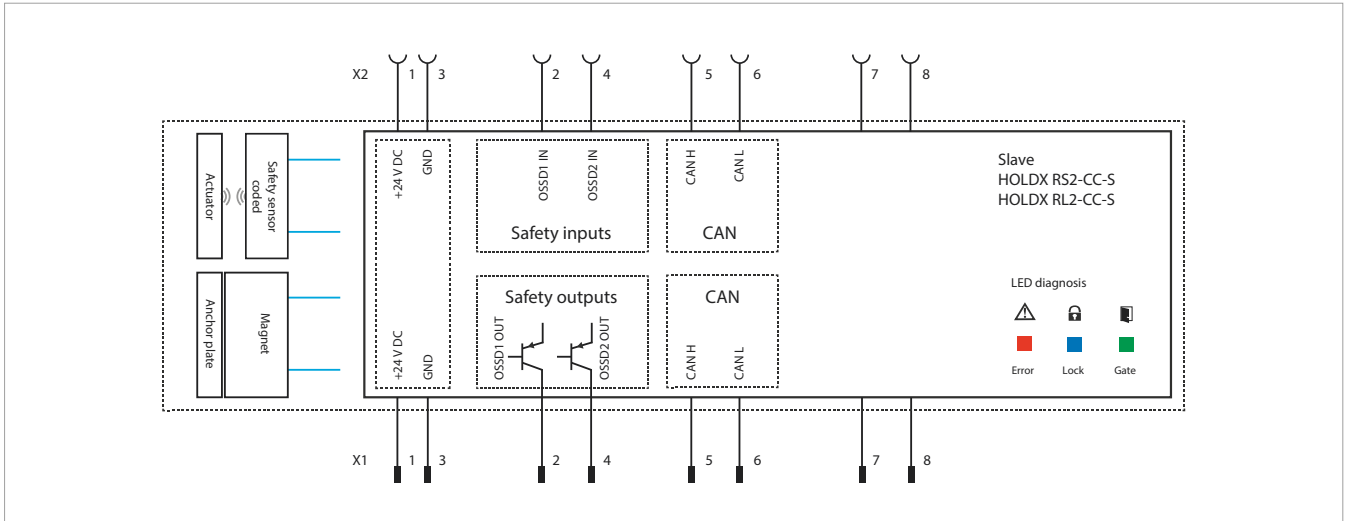 X2 1 3 2 4 5 6 7 8
Actuator
Safety sensor
coded
Anchor plate
Magnet
+24 V DC
GND
OSSD1 IN
OSSD2 IN
Safety inputs
CAN H
CAN L
CAN
Slave
HOLDX RS2-CC-S
HOLDX RL2-CC-S
+24 V DC
GND
Safety outputs
OSSD1 OUT
OSSD2 OUT
CAN
CAN H
CAN L
LED diagnosis
Error Lock Gate
X1 1 3 2 4 5 6 7 8